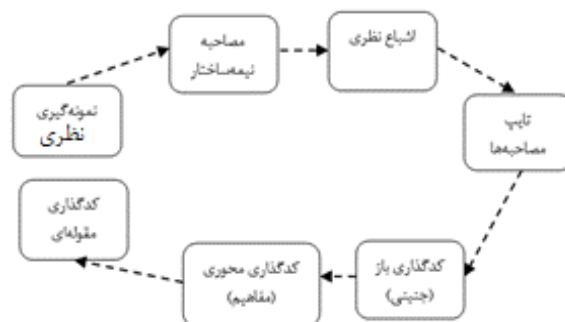 نمونه‌گیری
نظری
مصاحبه
نیمه‌ساختار
اشباع نظری
تایپ
مصاحبه‌ها
کدگذاری باز
(جنینی)
کدگذاری محوری
(مفاهیم)
کدگذاری
مقوله‌ای